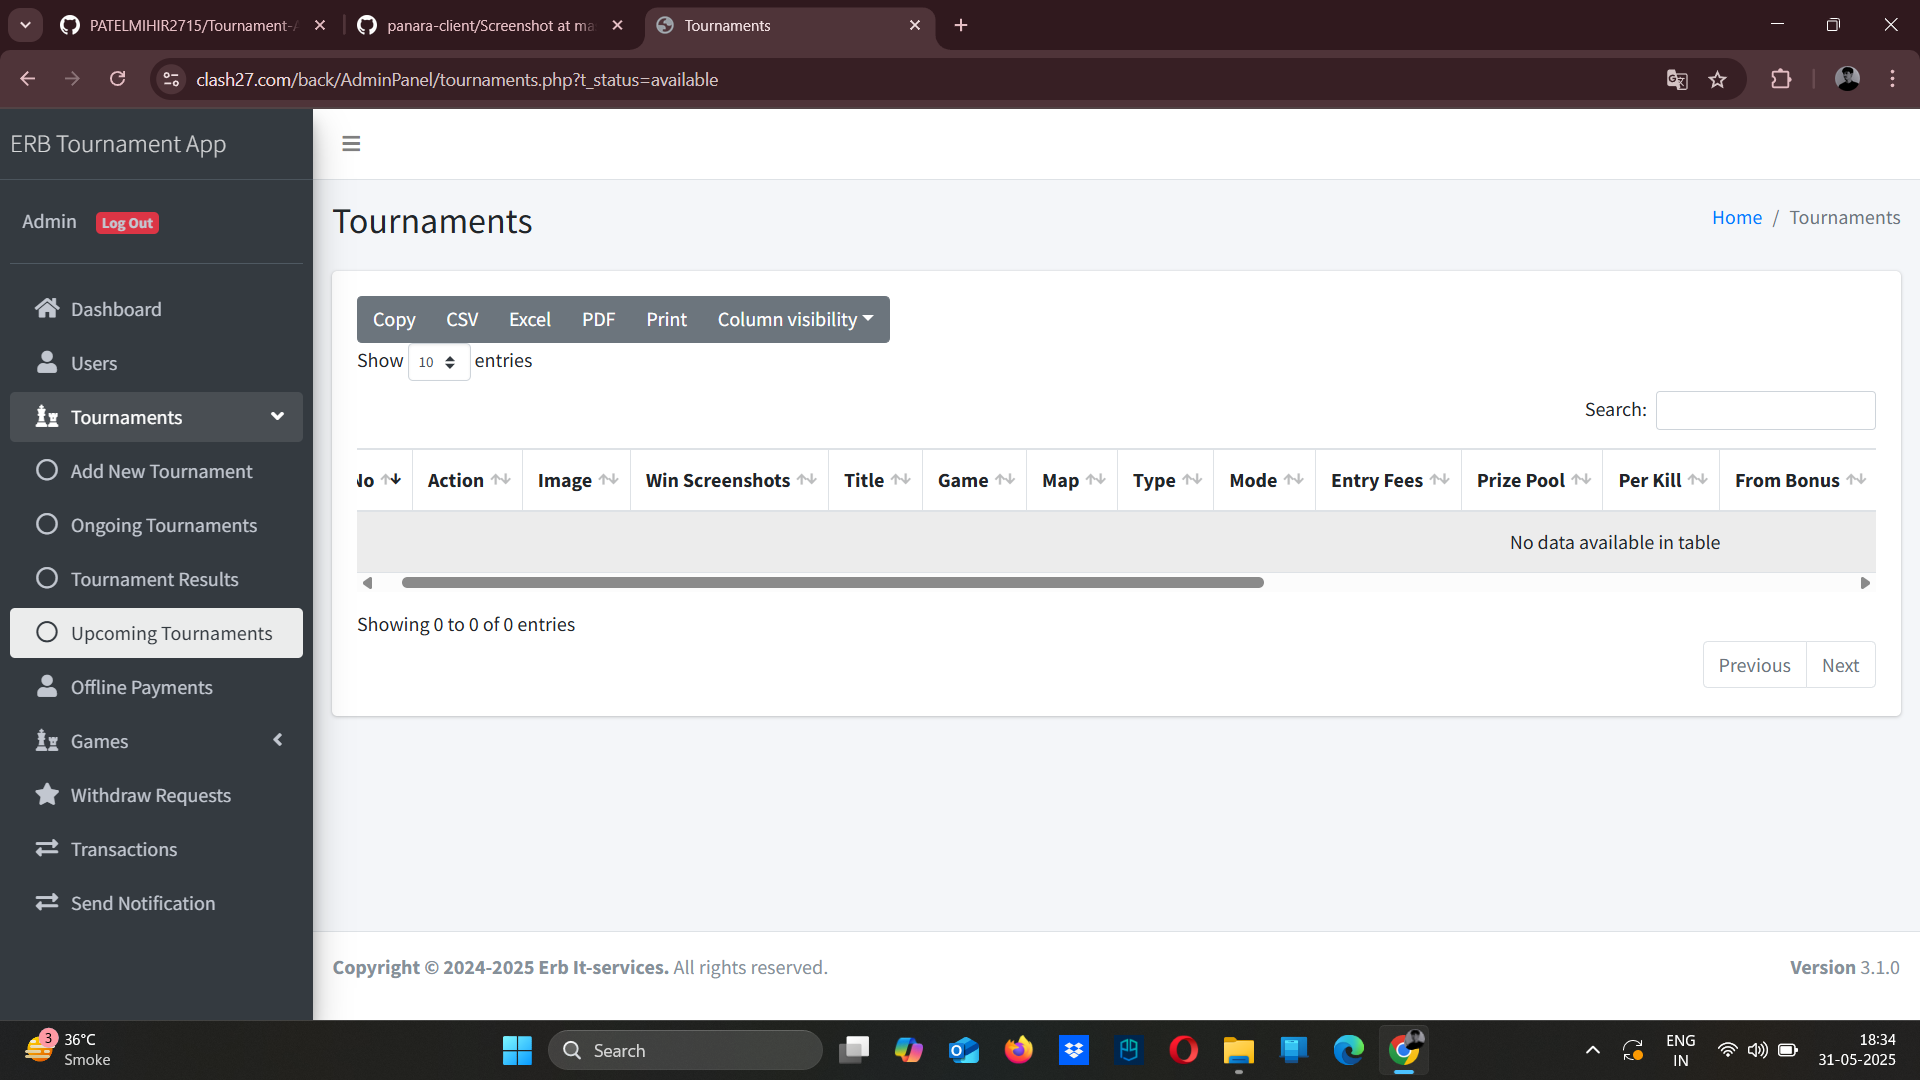 PATELMIHIR2715/Tournament-
panara-client/Screenshot at ma
Tournaments
clash27.com/back/AdminPanel/tournaments.php?t_status=available
ERB Tournament App
Admin Log Out
Dashboard
Users
Tournaments
Add New Tournament
Ongoing Tournaments
Tournament Results
Upcoming Tournaments
Offline Payments
Games
Withdraw Requests
Transactions
Send Notification
Tournaments
Home / Tournaments
Copy CSV Excel PDF Print Column visibility
Show 10 entries
Search:
No Action Image Win Screenshots Title Game Map Type Mode Entry Fees Prize Pool Per Kill From Bonus
No data available in table
Showing 0 to 0 of 0 entries
Previous Next
Copyright © 2024-2025 Erb It-services. All rights reserved.
Version 3.1.0
3
36°C
Smoke
Search
ENG
IN
18:34
31-05-2025